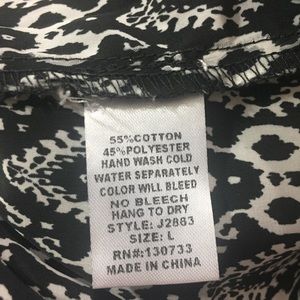 55%COTTON
45%POLYESTER
HAND WASH COLD
WATER SEPARATELY
COLOR WILL BLEED
NO BLEECH
HANG TO DRY
STYLE: J2883
SIZE: L
RN#:130733
MADE IN CHINA